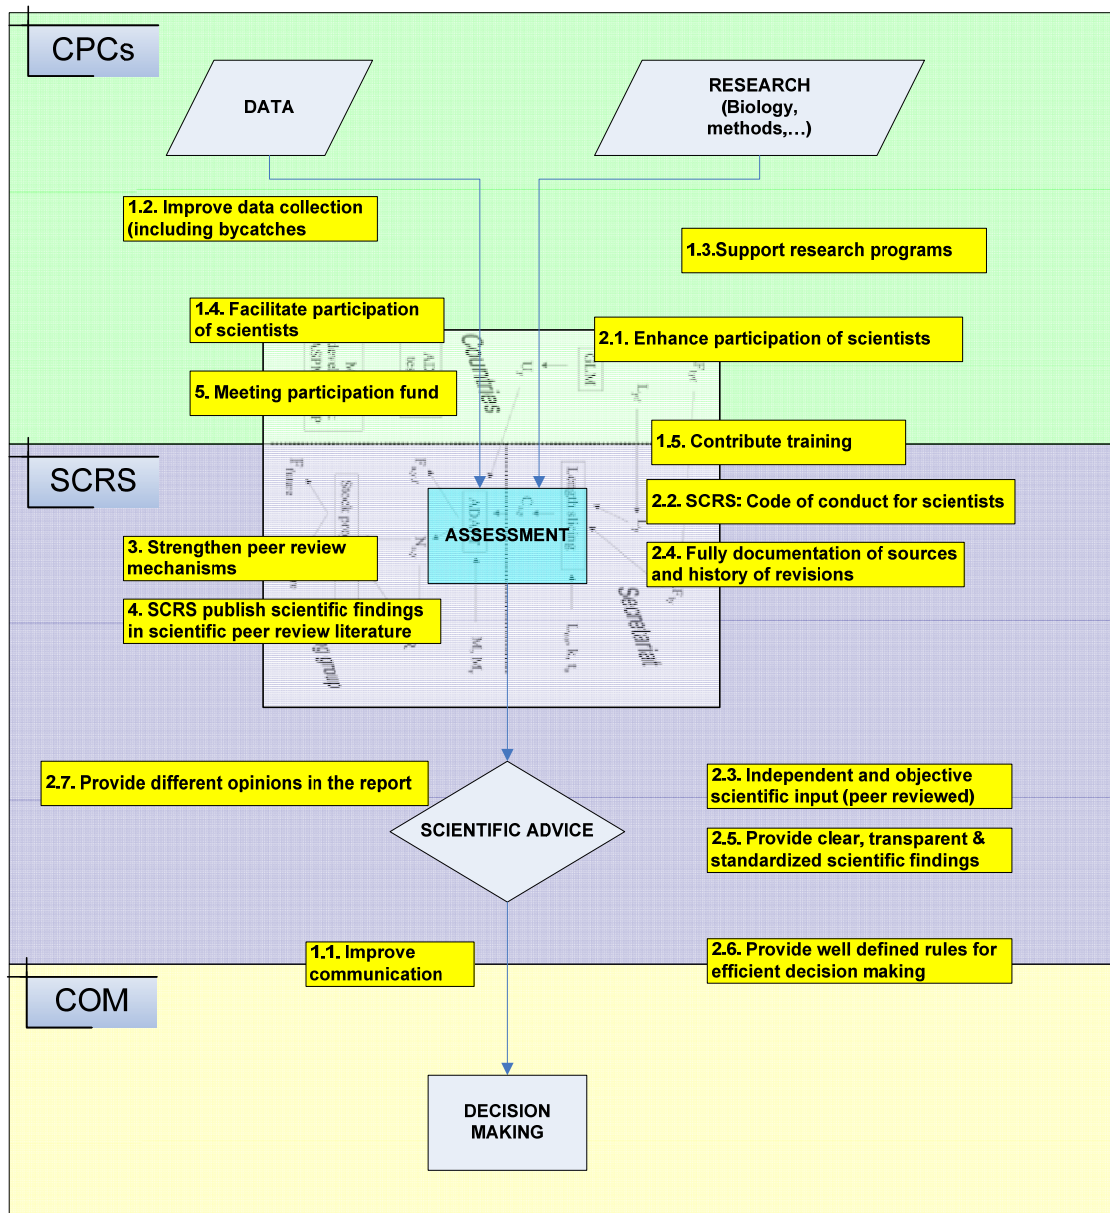 CPCs
DATA
RESEARCH
(Biology,
methods,...)
1.2. Improve data collection
(including bycatches
1.3.Support research programs
1.4. Facilitate participation
of scientists
2.1. Enhance participation of scientists
5. Meeting participation fund
Countries
GLM
1.5. Contribute training
SCRS
2.2. SCRS: Code of conduct for scientists
Length slicing
ASSESSMENT
3. Strengthen peer review
mechanisms
2.4. Fully documentation of sources
and history of revisions
4. SCRS publish scientific findings
in scientific peer review literature
Secretariat
group
2.7. Provide different opinions in the report
2.3. Independent and objective
scientific input (peer reviewed)
SCIENTIFIC ADVICE
2.5. Provide clear, transparent &
standardized scientific findings
1.1. Improve
communication
2.6. Provide well defined rules for
efficient decision making
COM
DECISION
MAKING